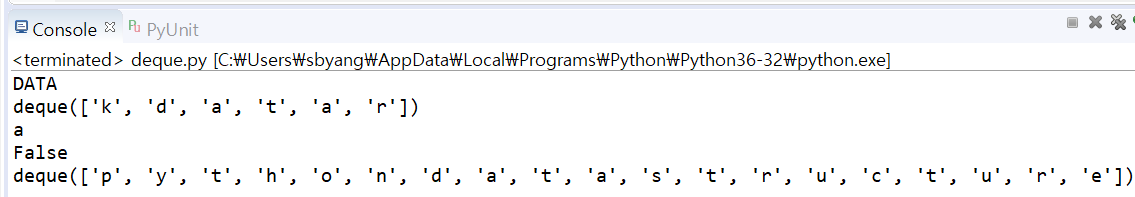 Console PyUnit
<terminated> deque.py [C:₩Users₩sbyang₩AppData₩Local₩Programs₩Python₩Python36-32₩python.exe]
DATA
deque(['k', 'd', 'a', 't', 'a', 'r'])
a
False
deque(['p', 'y', 't', 'h', 'o', 'n', 'd', 'a', 't', 'a', 's', 't', 'r', 'u', 'c', 't', 'u', 'r', 'e'])